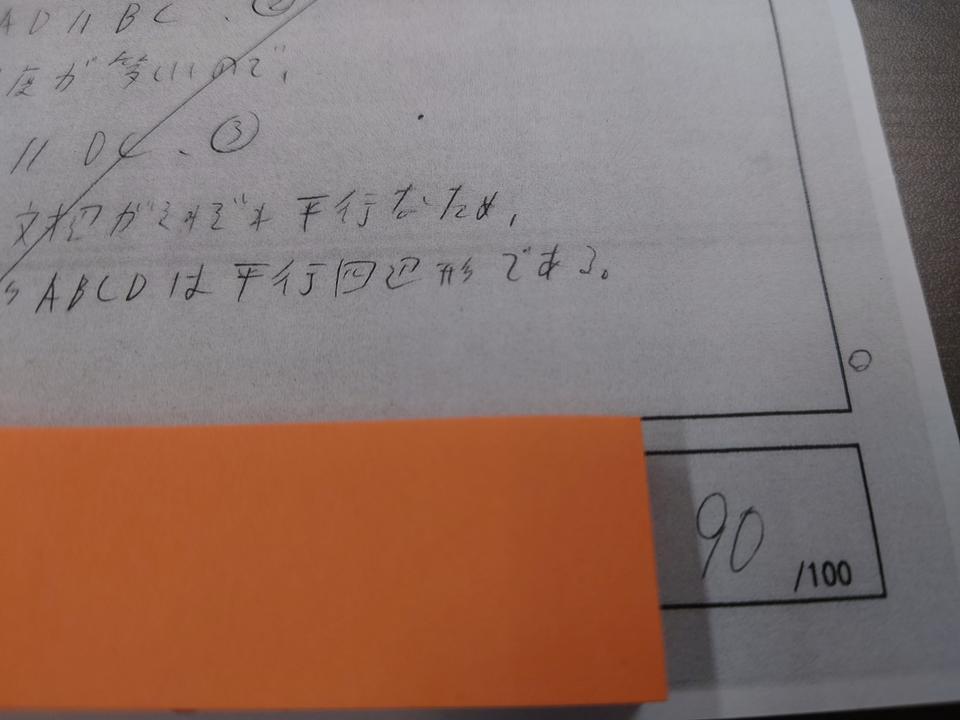 AD // BC . ②
度が等しいので、
// DC . ③
対辺がそれぞれ平行なため、
ABCDは平行四辺形である。
90
/100